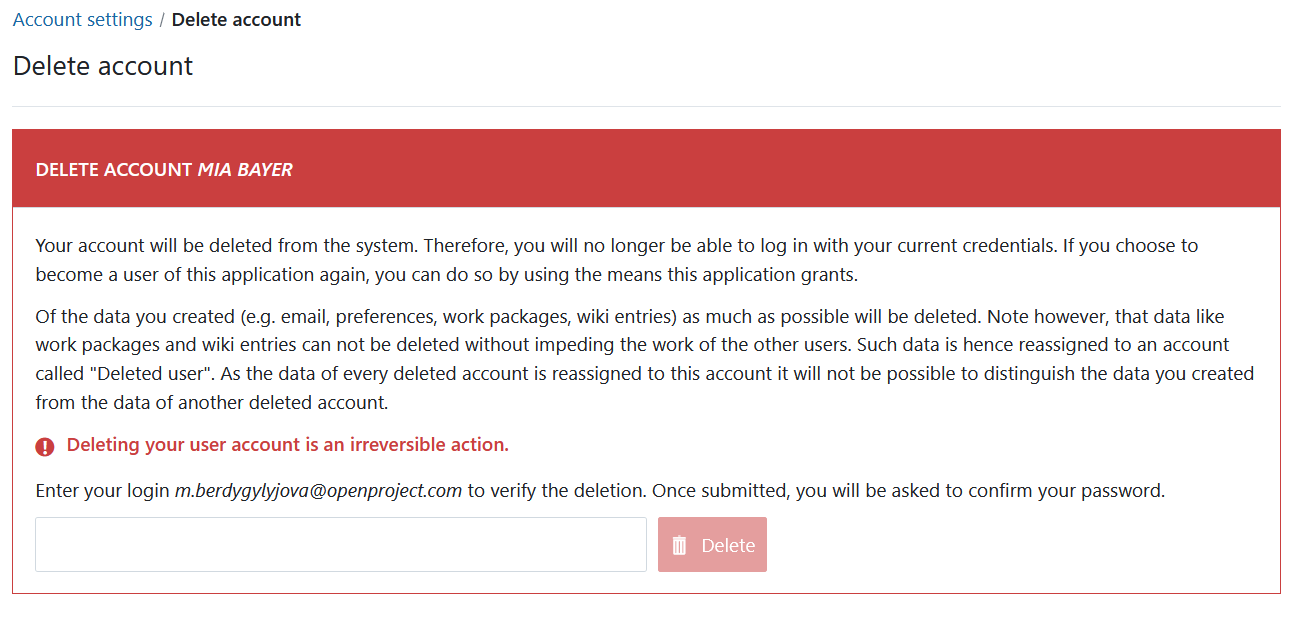 Account settings / Delete account
Delete account
DELETE ACCOUNT MIA BAYER
Your account will be deleted from the system. Therefore, you will no longer be able to log in with your current credentials. If you choose to
become a user of this application again, you can do so by using the means this application grants.
Of the data you created (e.g. email, preferences, work packages, wiki entries) as much as possible will be deleted. Note however, that data like
work packages and wiki entries can not be deleted without impeding the work of the other users. Such data is hence reassigned to an account
called "Deleted user". As the data of every deleted account is reassigned to this account it will not be possible to distinguish the data you created
from the data of another deleted account.
Deleting your user account is an irreversible action.
Enter your login m.berdygylyjova@openproject.com to verify the deletion. Once submitted, you will be asked to confirm your password.
Delete